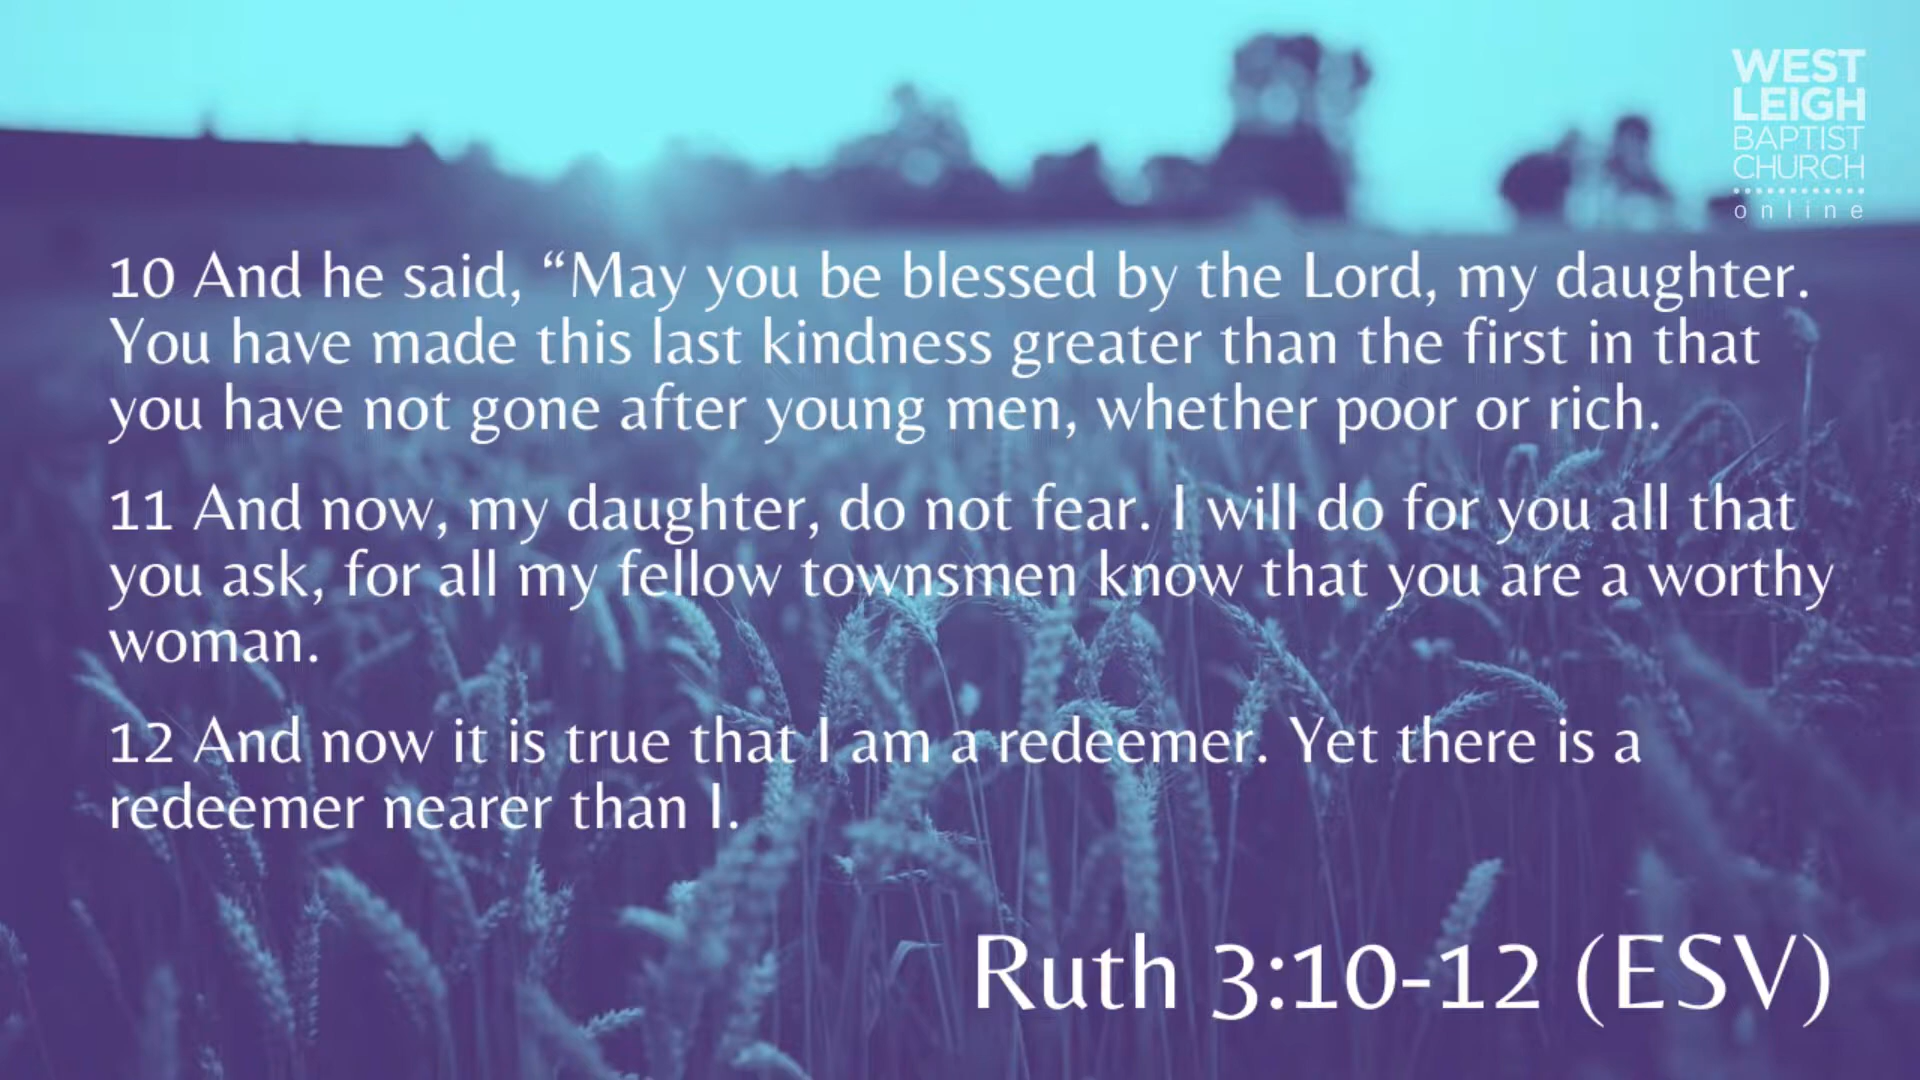 WEST
LEIGH
BAPTIST
CHURCH
online
10 And he said, “May you be blessed by the Lord, my daughter.
You have made this last kindness greater than the first in that
you have not gone after young men, whether poor or rich.
11 And now, my daughter, do not fear. I will do for you all that
you ask, for all my fellow townsmen know that you are a worthy
woman.
12 And now it is true that I am a redeemer. Yet there is a
redeemer nearer than I.
Ruth 3:10-12 (ESV)